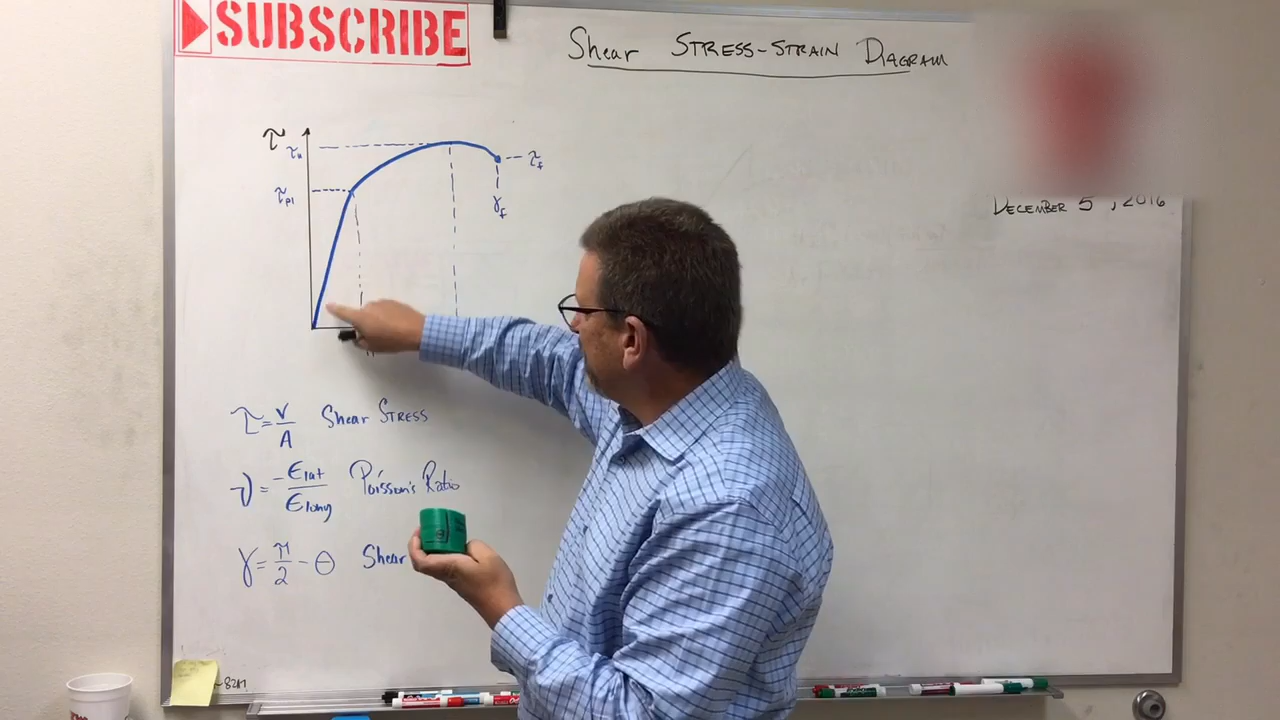 SUBSCRIBE
Shear STRESS-STRAIN DIAGRAM
DECEMBER 5, 2016
τ
τu
τpl
τf
γf
τ = V/A Shear STRESS
ν = -ϵlat/ϵlong Poisson's Ratio
γ = π/2 - θ Shear